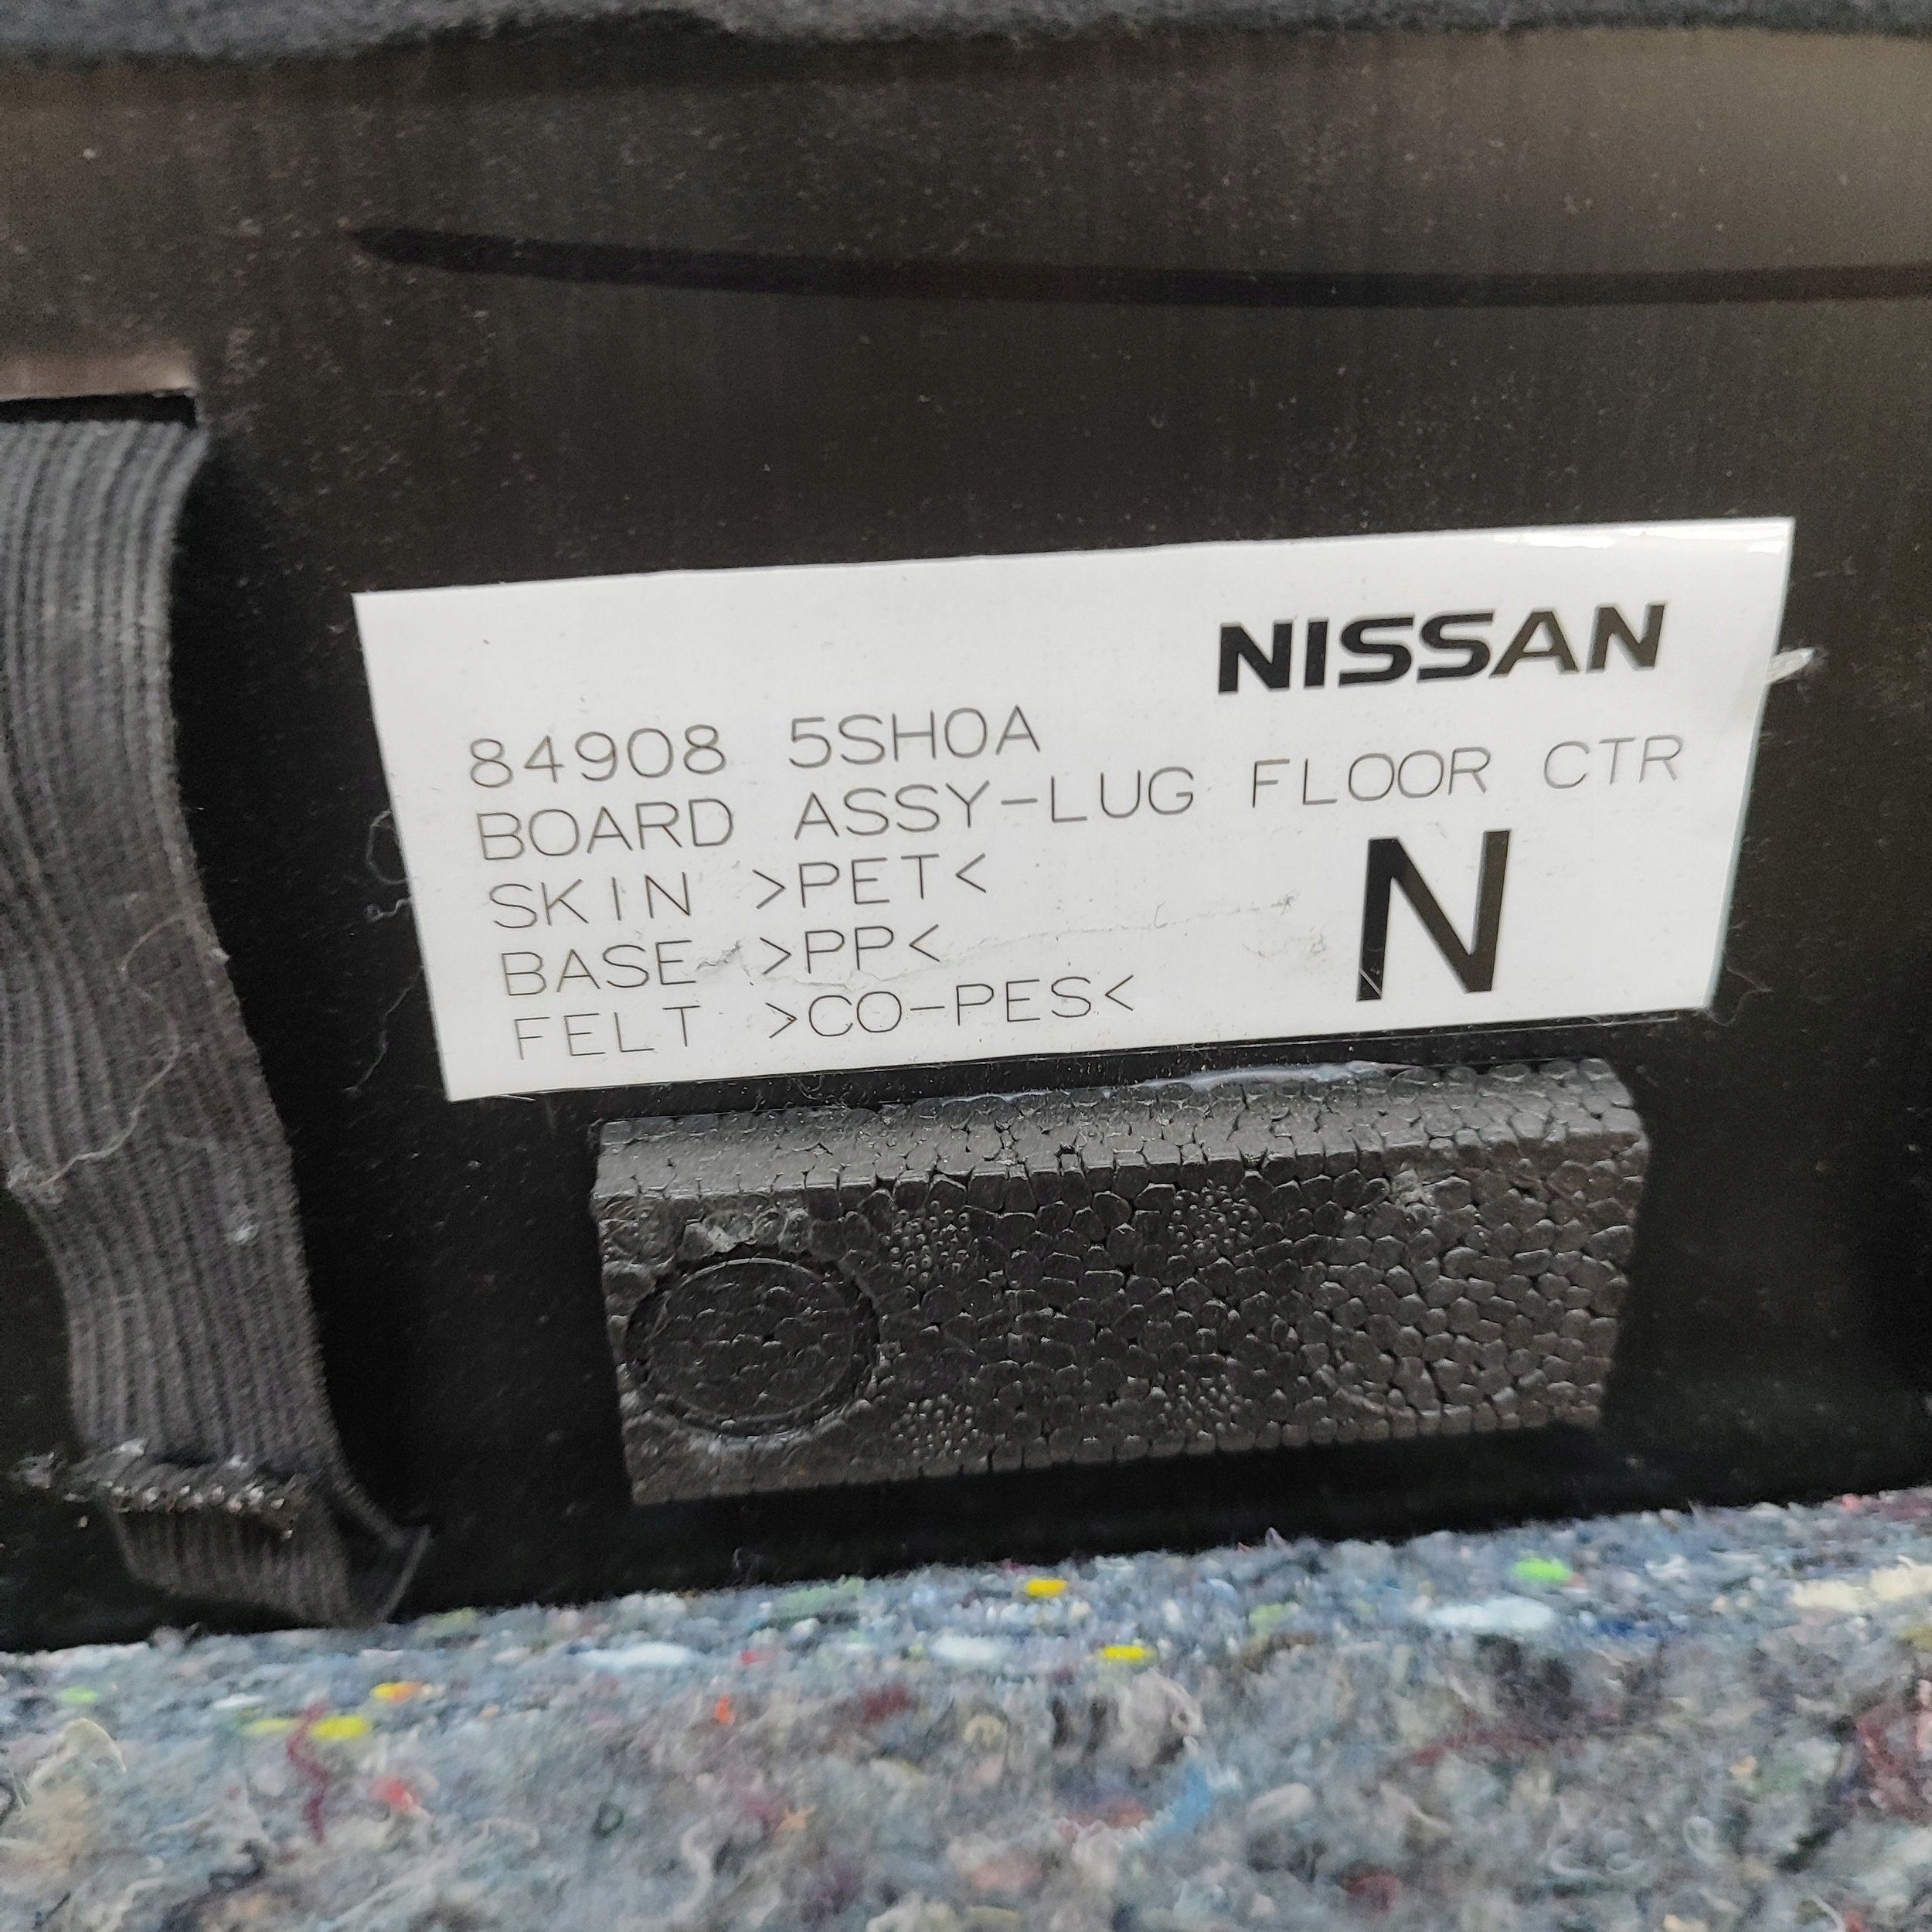 NISSAN
84908 5SH0A
BOARD ASSY-LUG FLOOR CTR
SKIN >PET<
BASE >PP<
FELT >CO-PES<
N